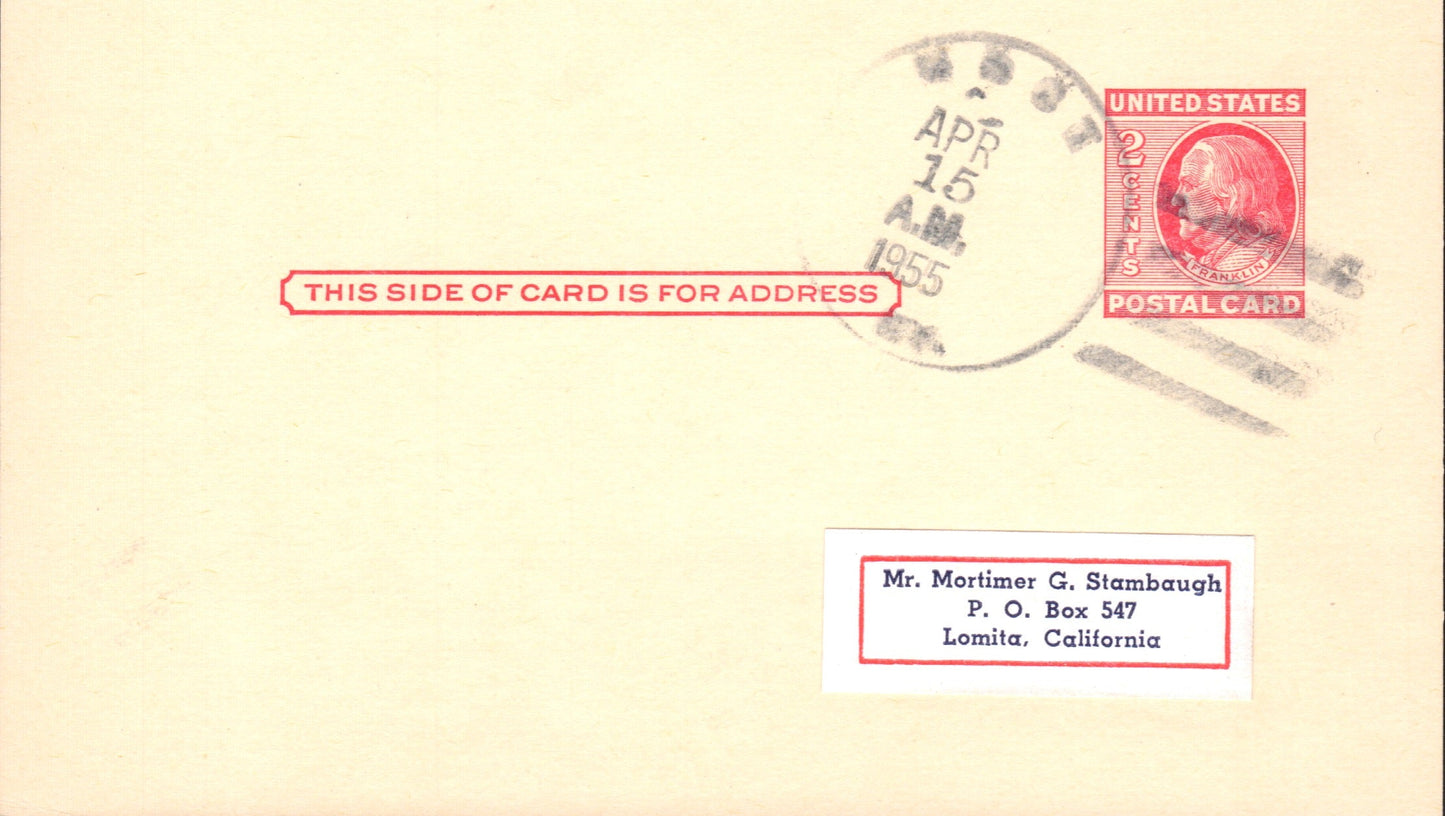 UNITED STATES
2 CENTS
FRANKLIN
POSTAL CARD
APR
15
A.M.
1955
THIS SIDE OF CARD IS FOR ADDRESS
Mr. Mortimer G. Stambaugh
P. O. Box 547
Lomita, California